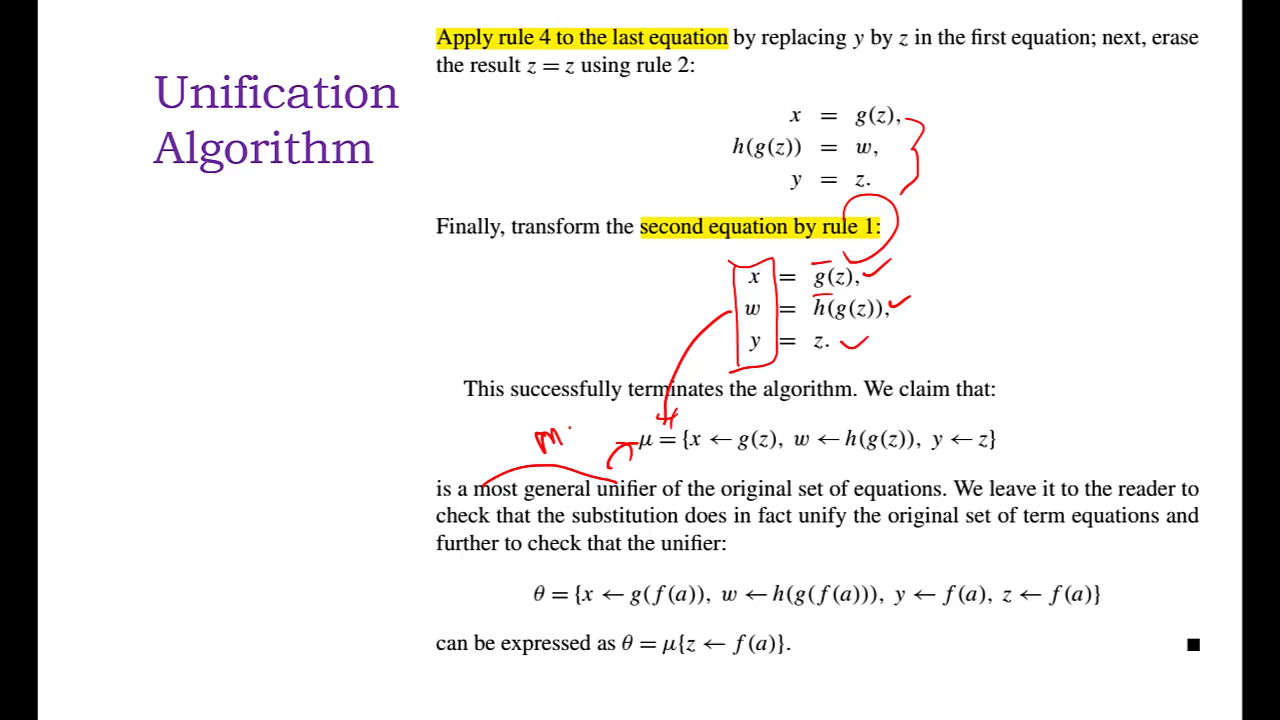 Unification
Algorithm
Apply rule 4 to the last equation by replacing y by z in the first equation; next, erase
the result z = z using rule 2:
x = g(z),
h(g(z)) = w,
y = z.
Finally, transform the second equation by rule 1:
x = g(z),
w = h(g(z)),
y = z.
This successfully terminates the algorithm. We claim that:
m
μ = {x ← g(z), w ← h(g(z)), y ← z}
is a most general unifier of the original set of equations. We leave it to the reader to
check that the substitution does in fact unify the original set of term equations and
further to check that the unifier:
θ = {x ← g(f(a)), w ← h(g(f(a))), y ← f(a), z ← f(a)}
can be expressed as θ = μ{z ← f(a)}.